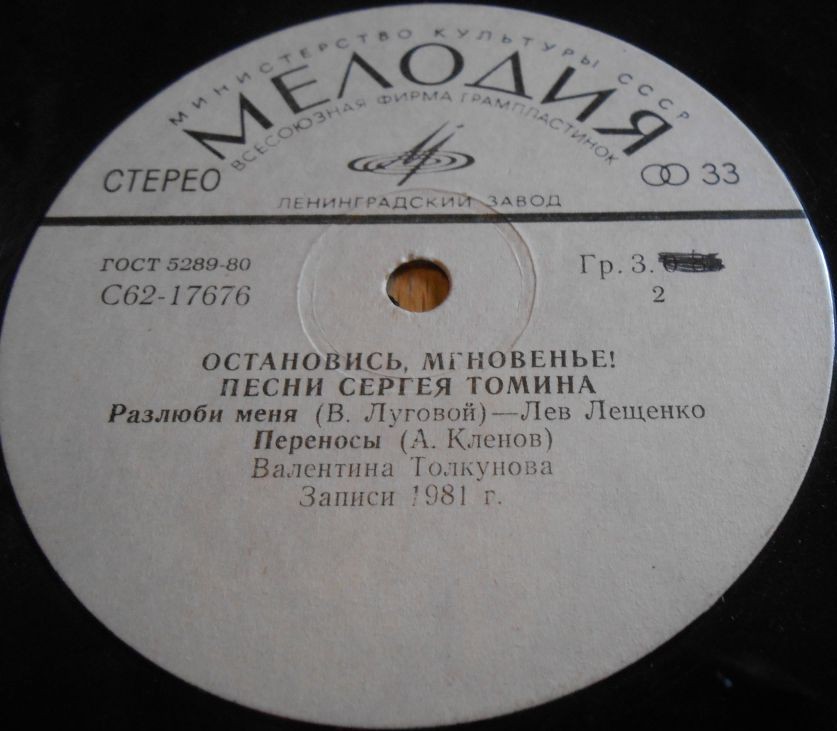 МИНИСТЕРСТВО КУЛЬТУРЫ СССР
МЕЛОДИЯ
ВСЕСОЮЗНАЯ ФИРМА ГРАМПЛАСТИНОК
СТЕРЕО
33
ЛЕНИНГРАДСКИЙ ЗАВОД
ГОСТ 5289-80
Гр. 3.
С62-17676
2
ОСТАНОВИСЬ, МГНОВЕНЬЕ!
ПЕСНИ СЕРГЕЯ ТОМИНА
Разлюби меня (В. Луговой)—Лев Лещенко
Переносы (А. Кленов)
Валентина Толкунова
Записи 1981 г.